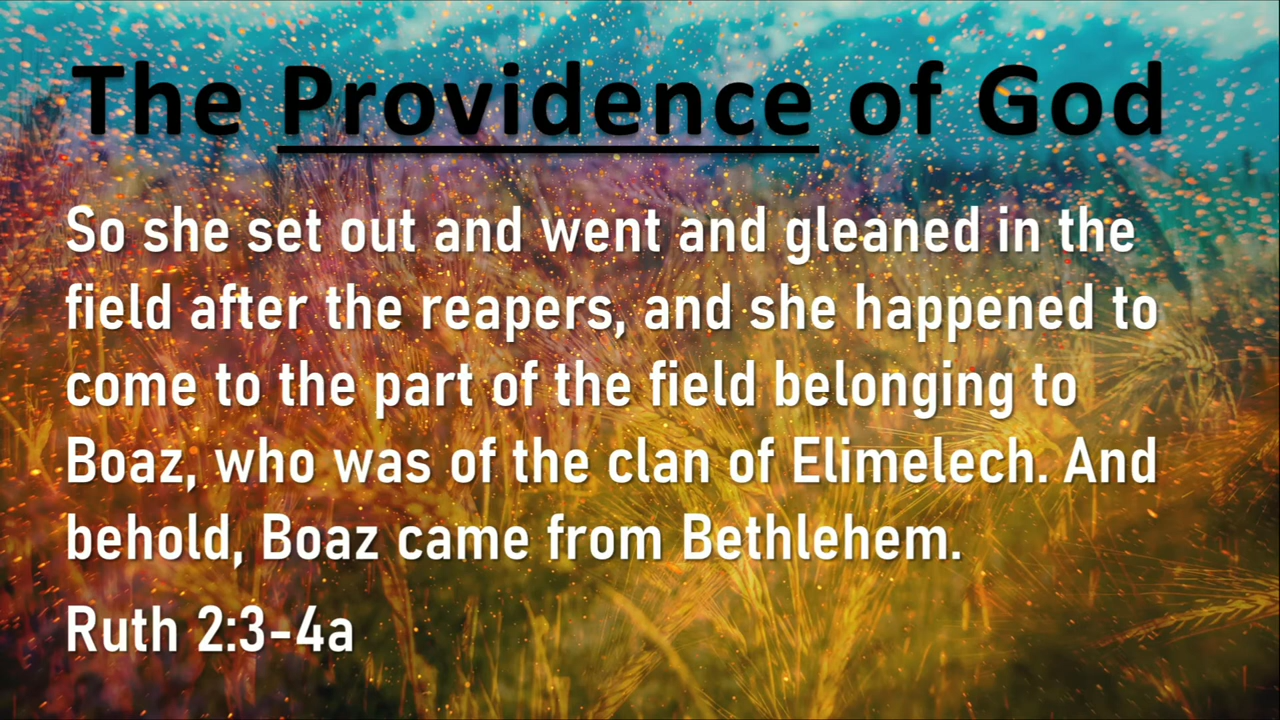 The Providence of God
So she set out and went and gleaned in the
field after the reapers, and she happened to
come to the part of the field belonging to
Boaz, who was of the clan of Elimelech. And
behold, Boaz came from Bethlehem.
Ruth 2:3-4a